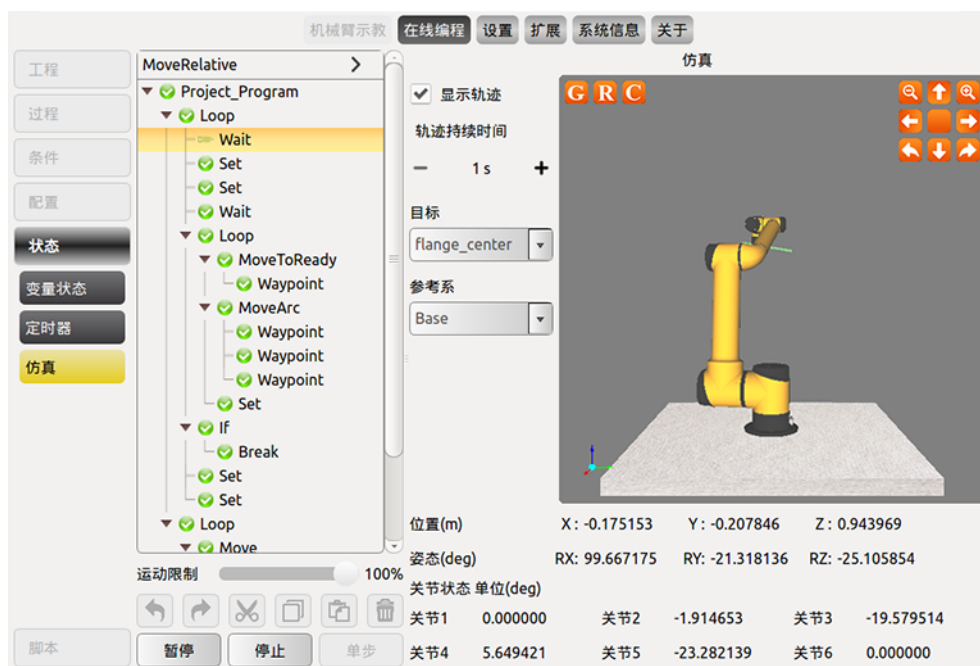 机械臂示教 在线编程 设置 扩展 系统信息 关于
工程
过程
条件
配置
状态
变量状态
定时器
仿真
脚本
MoveRelative
Project_Program
Loop
Wait
Set
Set
Wait
Loop
MoveToReady
Waypoint
MoveArc
Waypoint
Waypoint
Waypoint
Set
If
Break
Set
Set
Loop
Move
运动限制 100%
暂停 停止 单步
仿真
显示轨迹
轨迹持续时间
1 s
目标
flange_center
参考系
Base
G R C
位置(m) X : -0.175153 Y : -0.207846 Z : 0.943969
姿态(deg) RX: 99.667175 RY: -21.318136 RZ: -25.105854
关节状态 单位(deg)
关节1 0.000000 关节2 -1.914653 关节3 -19.579514
关节4 5.649421 关节5 -23.282139 关节6 0.000000